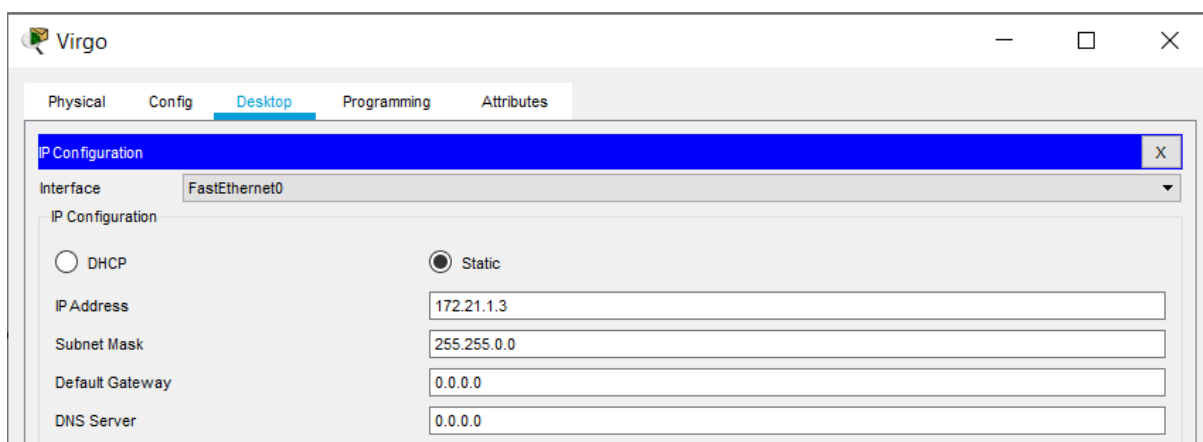 Virgo
Physical Config Desktop Programming Attributes
IP Configuration X
Interface FastEthernet0
IP Configuration
DHCP Static
IP Address 172.21.1.3
Subnet Mask 255.255.0.0
Default Gateway 0.0.0.0
DNS Server 0.0.0.0